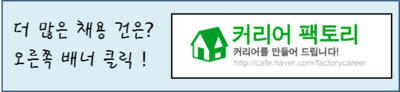 더 많은 채용 건은?
오른쪽 배너 클릭 !
커리어 팩토리
커리어를 만들어 드립니다!
http://cafe.naver.com/factorycareer